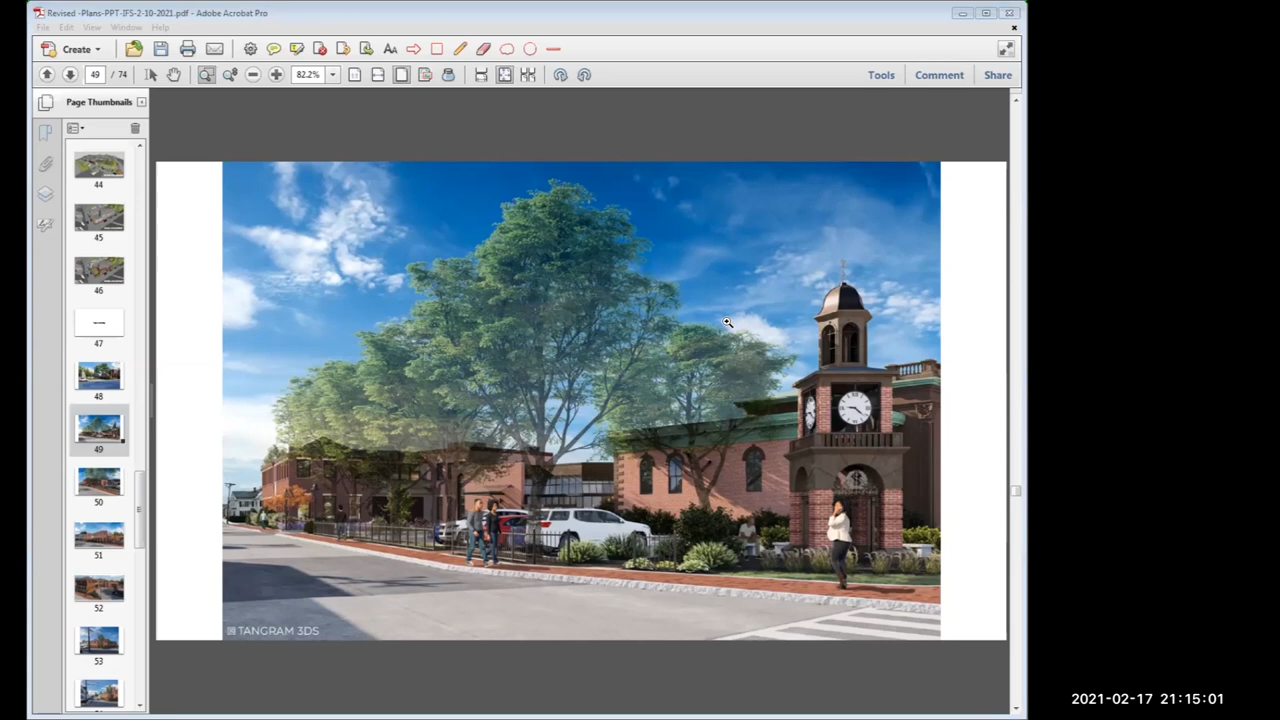 Revised -Plans-PPT-IFS-2-10-2021.pdf - Adobe Acrobat Pro
File Edit View Window Help
Create
49 / 74 82.2% Tools Comment Share
Page Thumbnails
44
45
46
47
48
49
50
51
52
53
TANGRAM 3DS
2021-02-17 21:15:01